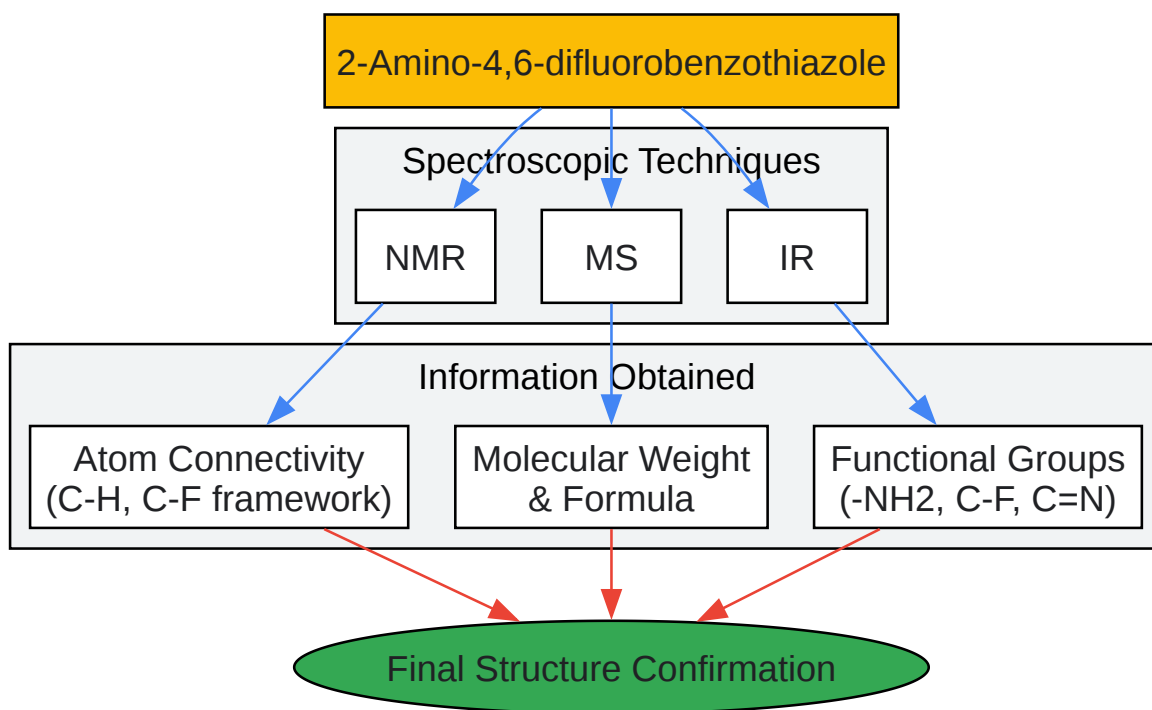 2-Amino-4,6-difluorobenzothiazole
Spectroscopic Techniques
NMR
MS
IR
Information Obtained
Atom Connectivity
(C-H, C-F framework)
Molecular Weight
& Formula
Functional Groups
(-NH2, C-F, C=N)
Final Structure Confirmation